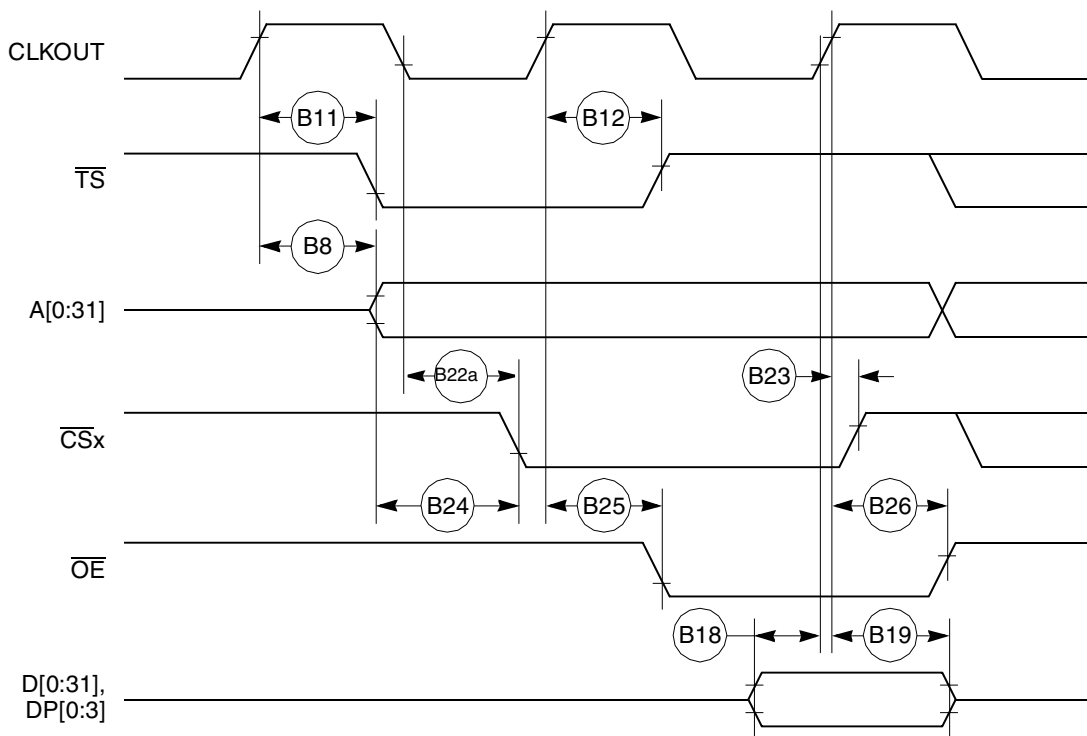 CLKOUT
B11
B12
TS
B8
A[0:31]
B22a
B23
CSx
B24
B25
B26
OE
B18
B19
D[0:31],
DP[0:3]